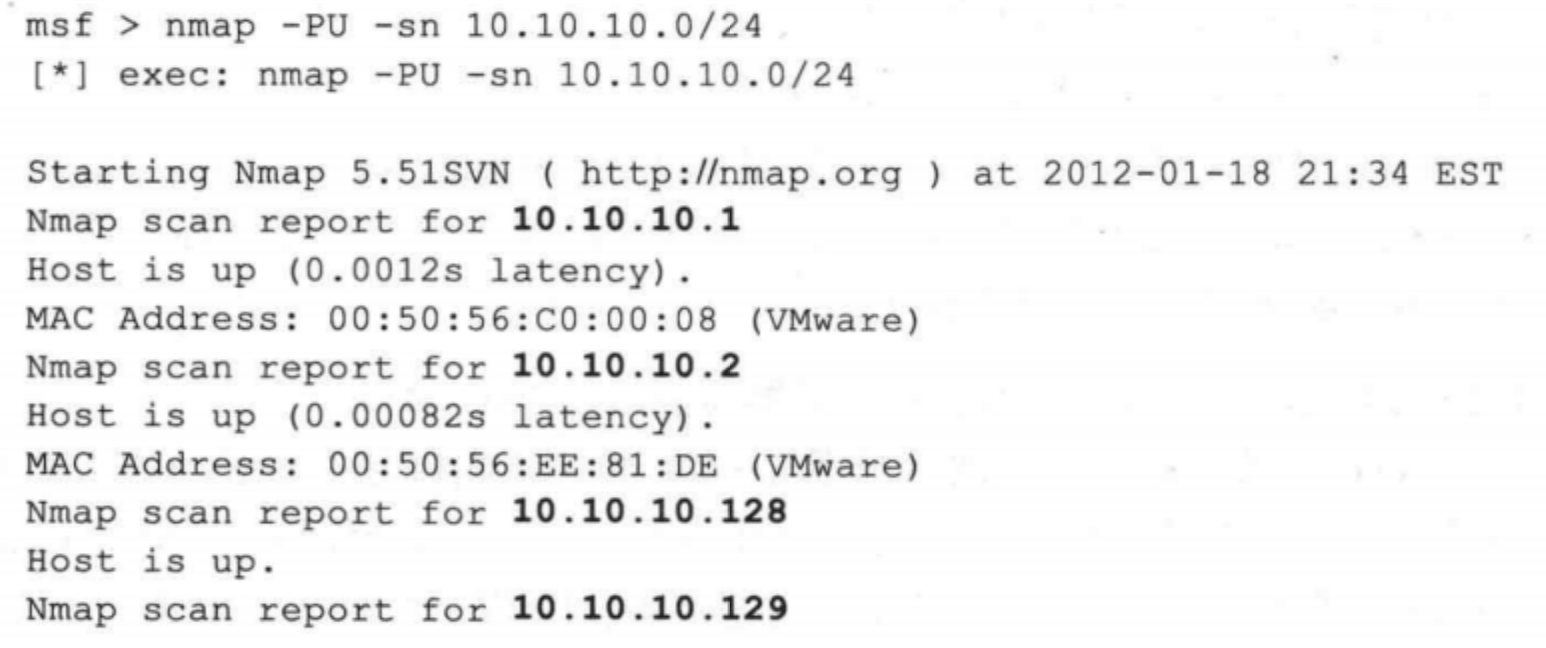 msf > nmap -PU -sn 10.10.10.0/24
[*] exec: nmap -PU -sn 10.10.10.0/24
Starting Nmap 5.51SVN ( http://nmap.org ) at 2012-01-18 21:34 EST
Nmap scan report for 10.10.10.1
Host is up (0.0012s latency).
MAC Address: 00:50:56:C0:00:08 (VMware)
Nmap scan report for 10.10.10.2
Host is up (0.00082s latency).
MAC Address: 00:50:56:EE:81:DE (VMware)
Nmap scan report for 10.10.10.128
Host is up.
Nmap scan report for 10.10.10.129